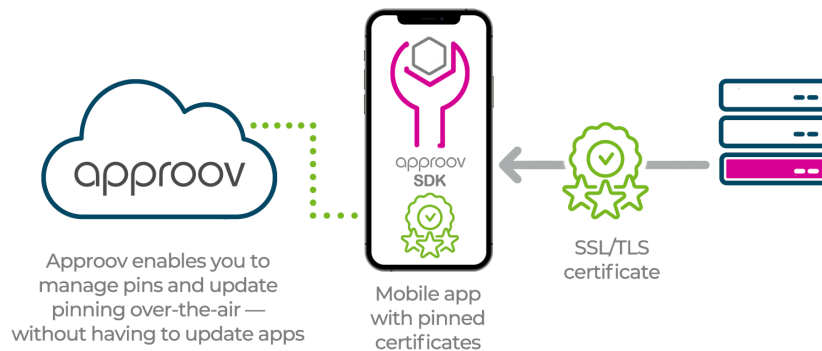 approov
Approov enables you to
manage pins and update
pinning over-the-air —
without having to update apps
approov
SDK
Mobile app
with pinned
certificates
SSL/TLS
certificate